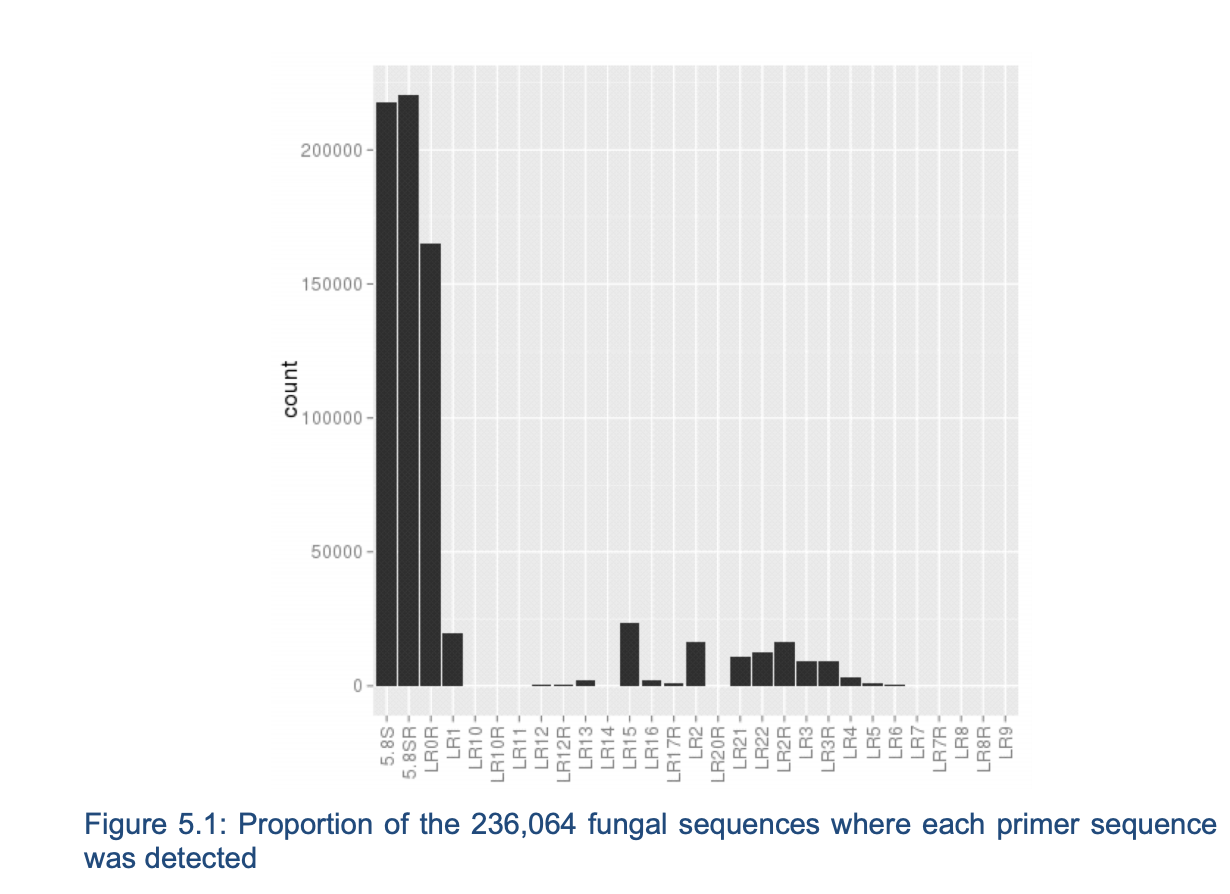 200000
150000
100000
50000
0
count
5.8S
5.8SR
LR0R
LR1
LR10
LR10R
LR11
LR12
LR12R
LR13
LR14
LR15
LR16
LR17R
LR2
LR20R
LR21
LR22
LR2R
LR3
LR3R
LR4
LR5
LR6
LR7
LR7R
LR8
LR8R
LR9
Figure 5.1: Proportion of the 236,064 fungal sequences where each primer sequence
was detected